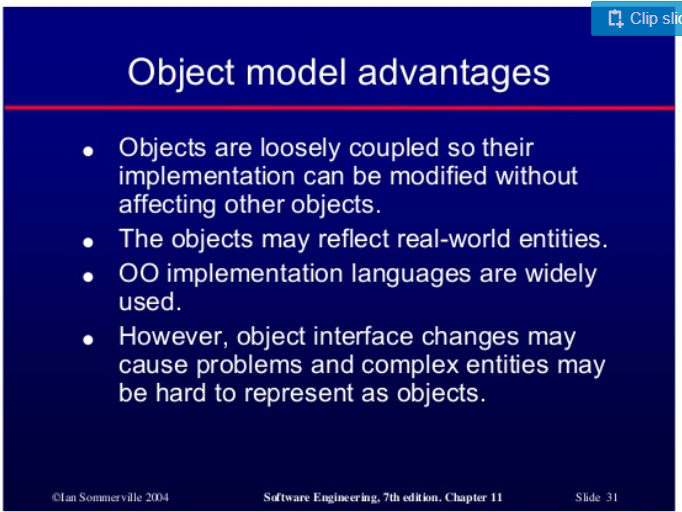 Clip slid
Object model advantages
● Objects are loosely coupled so their
implementation can be modified without
affecting other objects.
● The objects may reflect real-world entities.
● OO implementation languages are widely
used.
● However, object interface changes may
cause problems and complex entities may
be hard to represent as objects.
©Ian Sommerville 2004 Software Engineering, 7th edition. Chapter 11 Slide 31